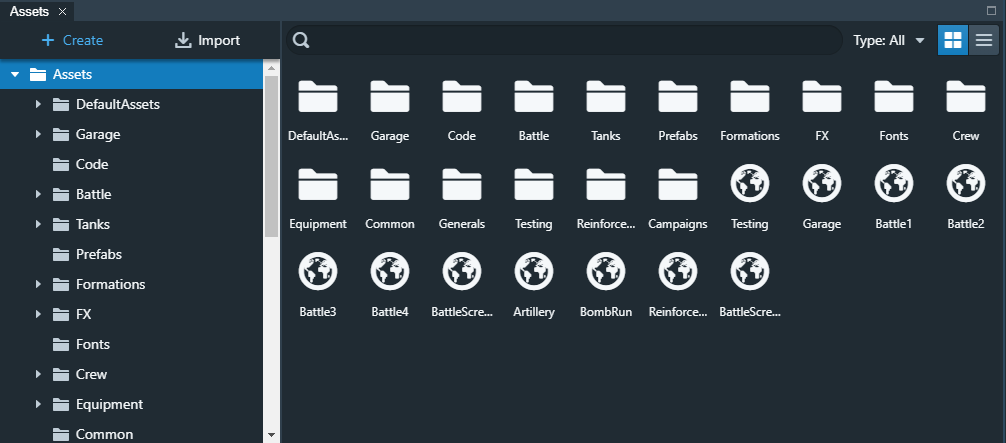 Assets
Create Import Type: All
Assets
DefaultAssets
Garage
Code
Battle
Tanks
Prefabs
Formations
FX
Fonts
Crew
Equipment
Common
DefaultAs... Garage Code Battle Tanks Prefabs Formations FX Fonts Crew
Equipment Common Generals Testing Reinforce... Campaigns Testing Garage Battle1 Battle2
Battle3 Battle4 BattleScre... Artillery BombRun Reinforce... BattleScre...